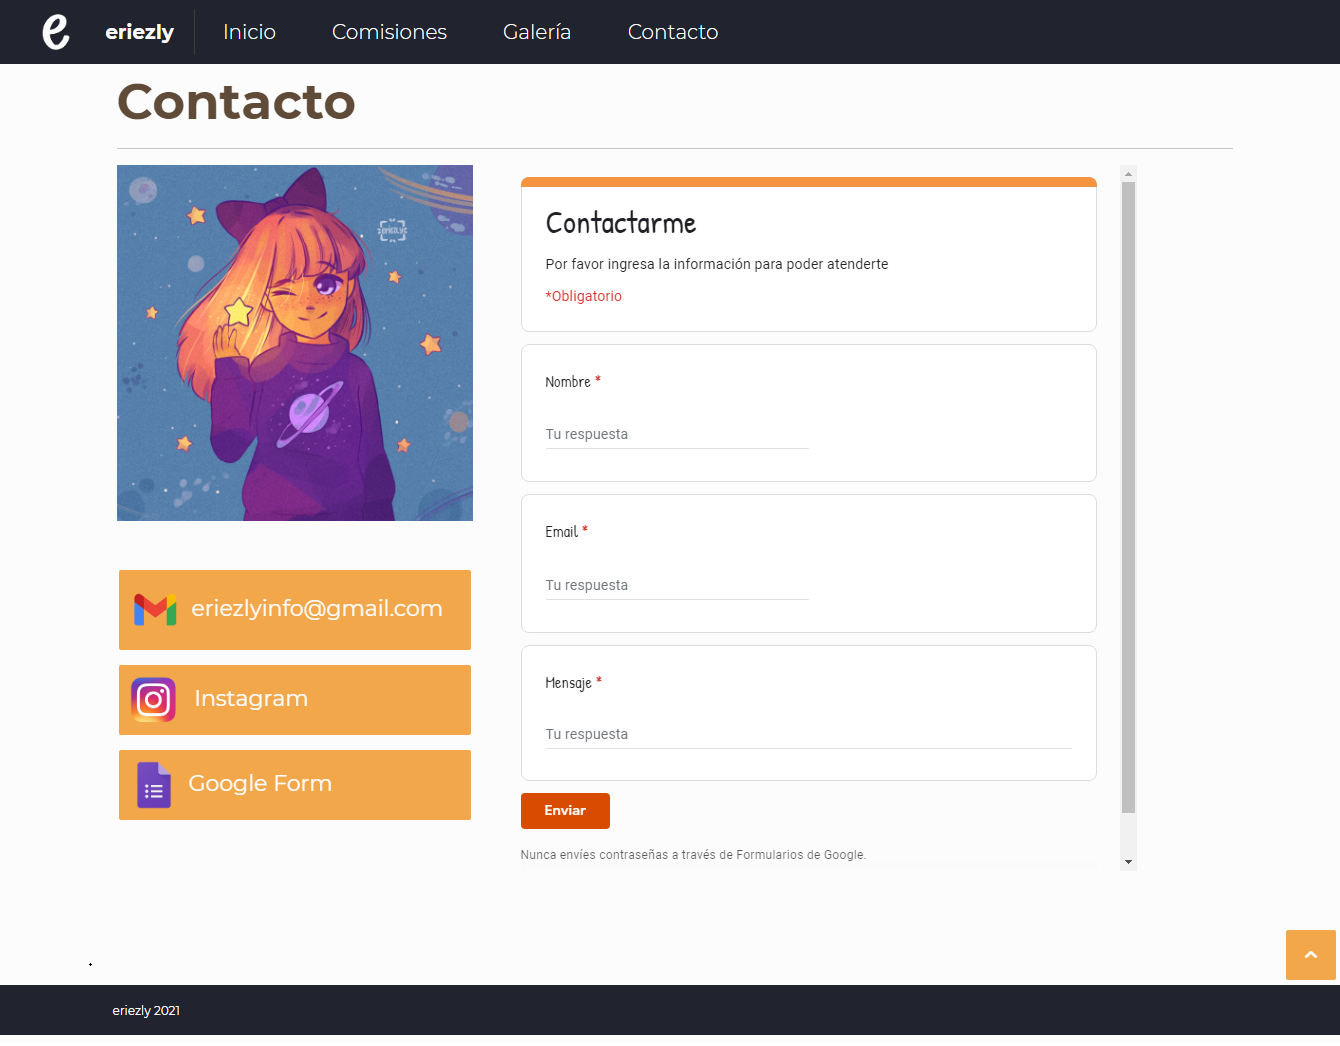 e eriezly Inicio Comisiones Galería Contacto
Contacto
eriezlyc
Contactarme
Por favor ingresa la información para poder atenderte
*Obligatorio
Nombre *
Tu respuesta
Email *
Tu respuesta
Mensaje *
Tu respuesta
Enviar
Nunca envíes contraseñas a través de Formularios de Google.
eriezlyinfo@gmail.com
Instagram
Google Form
.
eriezly 2021